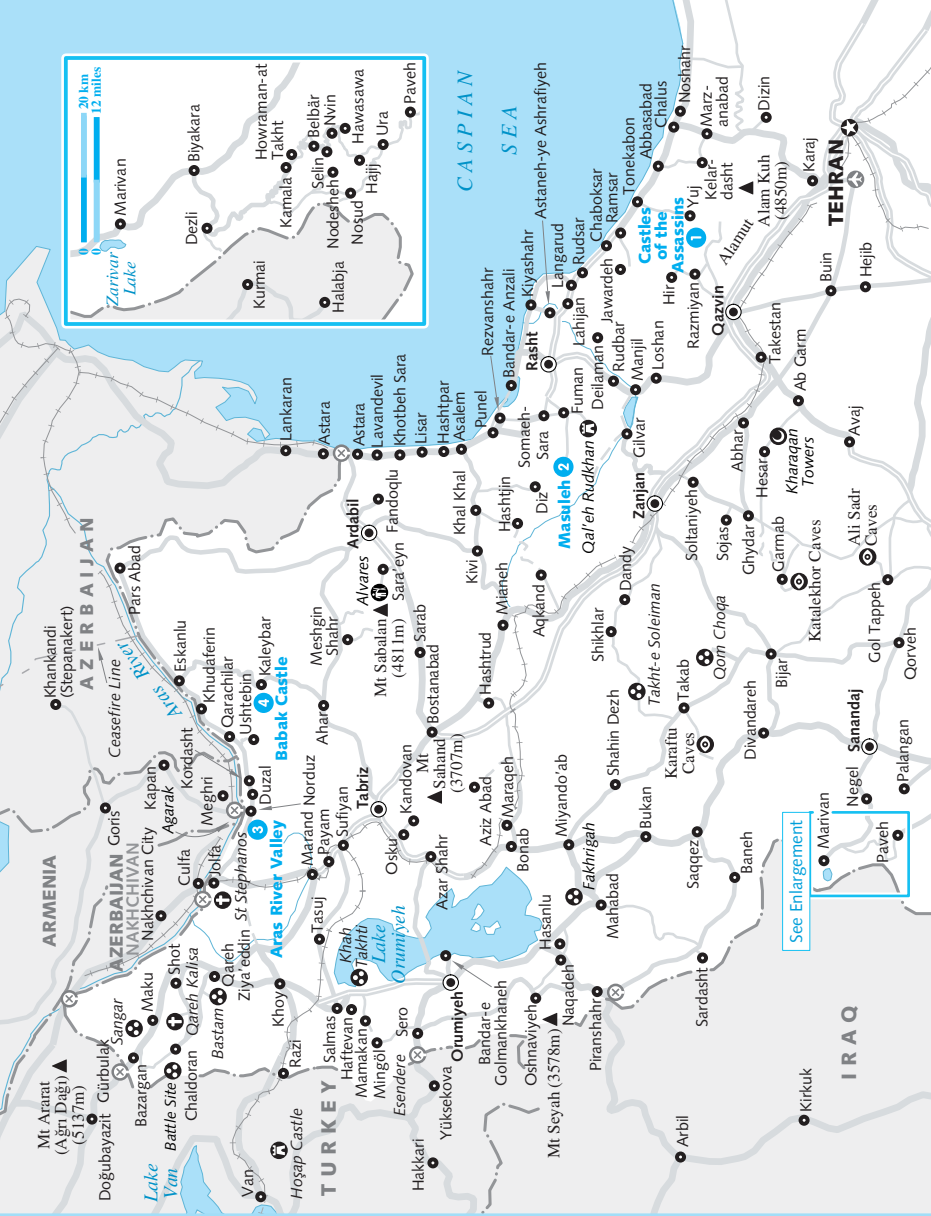 0
20 km
0
12 miles
Zarivar
Lake
Marivan
Biyakara
Dezli
Howraman-at
Takht
Kamala
Belbār
Selin
Nwin
Nodesheh
Hawasawa
Nosud
Hajij
Ura
Paveh
Kurmai
Halabja
CASPIAN
SEA
Khankandi
(Stepanakert)
AZERBAIJAN
Ceasefire Line
ARMENIA
Goris
Kapan
Agarak
Meghri
Kordasht
AZERBAIJAN
NAKHCHIVAN
Nakhchivan City
Culfa
Jolfa
St Stephanos
Aras River
Pars Abad
Eskanlu
Khudaferin
Qarachilar
Ushtebin
Kaleybar
4
Babak Castle
Duzal
Norduz
3
Aras River Valley
Mt Ararat
(Ağrı Dağı)
(5137m)
Doğubayazit
Gürbulak
Bazargan
Sangar
Maku
Battle Site
Chaldoran
Shot
Qareh Kalisa
Bastam
Qareh
Ziya'eddin
Lake
Van
Van
Hoşap Castle
TURKEY
Hakkari
Yüksekova
Esendere
Sero
Razi
Khoy
Salmas
Haftevan
Mamakan
Mingöl
Khah
Takhti
Lake
Orumiyeh
Tasuj
Marand
Payam
Sufiyan
Tabriz
Osku
Kandovan
Azar Shahr
Mt
Sahand
(3707m)
Bostanabad
Ahar
Meshgin
Shahr
Mt Sabalan
(4811m)
Alvares
Sara'eyn
Ardabil
Fandoqlu
Sarab
Lankaran
Astara
Astara
Lavandevil
Khotbeh Sara
Lisar
Hashtpar
Asalem
Punel
Rezvanshahr
Bandar-e Anzali
Khal Khal
Kivi
Hashtjin
Diz
Somaeh-
Sara
Masuleh
2
Fuman
Qal'eh Rudkhan
Rasht
Kiyashahr
Astaneh-ye Ashrafiyeh
Langarud
Rudsar
Lahijan
Chaboksar
Ramsar
Jawardeh
Tonekabon
Abbasabad
Chalus
Noshahr
Marz-
anabad
Dizin
Kelar-
dasht
Yuj
Castles
of the
Assassins
1
Alam Kuh
(4850m)
Alamut
Karaj
TEHRAN
Hir
Razmiyan
Qazvin
Deilaman
Rudbar
Manjil
Loshan
Gilvar
Buin
Hejib
Takestan
Ab Garm
Avaj
Abhar
Hesar
Kharaqan
Towers
Zanjan
Soltaniyeh
Sojas
Ghydar
Garmab
Katalekhor Caves
Ali Sadr
Caves
Gol Tappeh
Qorveh
Mianeh
Aqkand
Hashtrud
Azib Abad
Maraqeh
Bonab
Miyando'ab
Shikhlar
Dandy
Takht-e Soleiman
Shahin Dezh
Takab
Qom Choqa
Karaftu
Caves
Bijar
Divandareh
Bukan
Saqqez
Baneh
Fakhrigah
Mahabad
Hasanlu
Naqadeh
Orumiyeh
Bandar-e
Golmankhaneh
Oshnaviyeh
Mt Seyah (3578m)
Piranshahr
Sardasht
Sanandaj
Negel
Palangan
See Enlargement
Marivan
Paveh
IRAQ
Arbil
Kirkuk